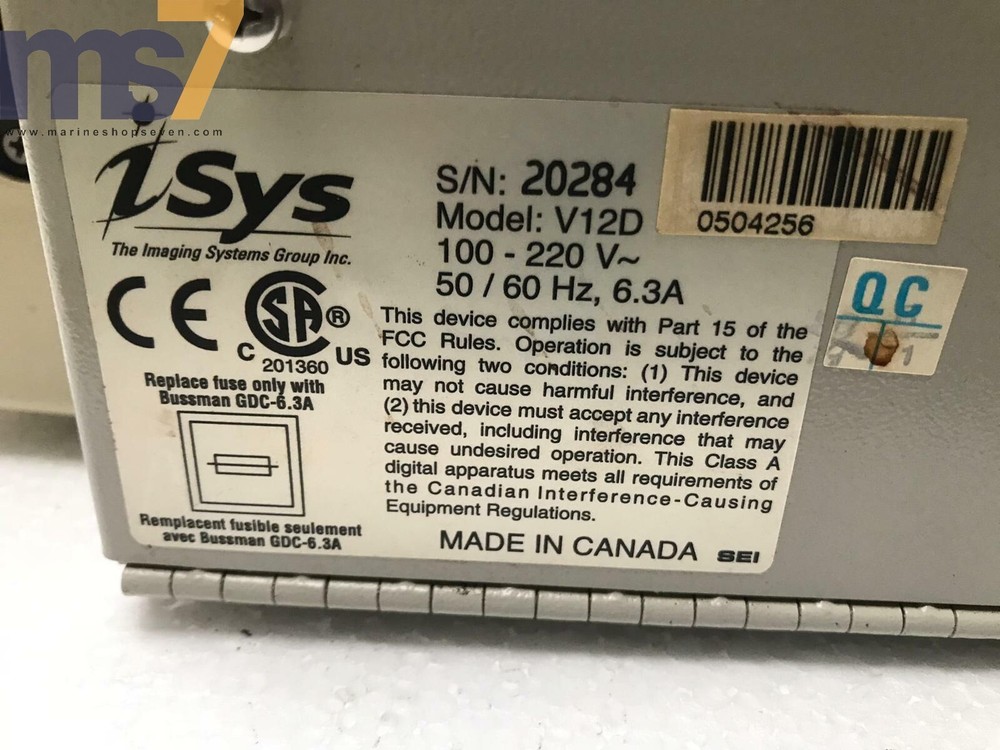 ms7
www.marineshopseven.com
iSys
The Imaging Systems Group Inc.
S/N: 20284
Model: V12D
100 - 220 V~
50 / 60 Hz, 6.3A
0504256
QC
1
CE
SA®
C 201360 US
Replace fuse only with
Bussman GDC-6.3A
Remplacent fusible seulement
avec Bussman GDC-6.3A
This device complies with Part 15 of the
FCC Rules. Operation is subject to the
following two conditions: (1) This device
may not cause harmful interference, and
(2) this device must accept any interference
received, including interference that may
cause undesired operation. This Class A
digital apparatus meets all requirements of
the Canadian Interference-Causing
Equipment Regulations.
MADE IN CANADA SEI